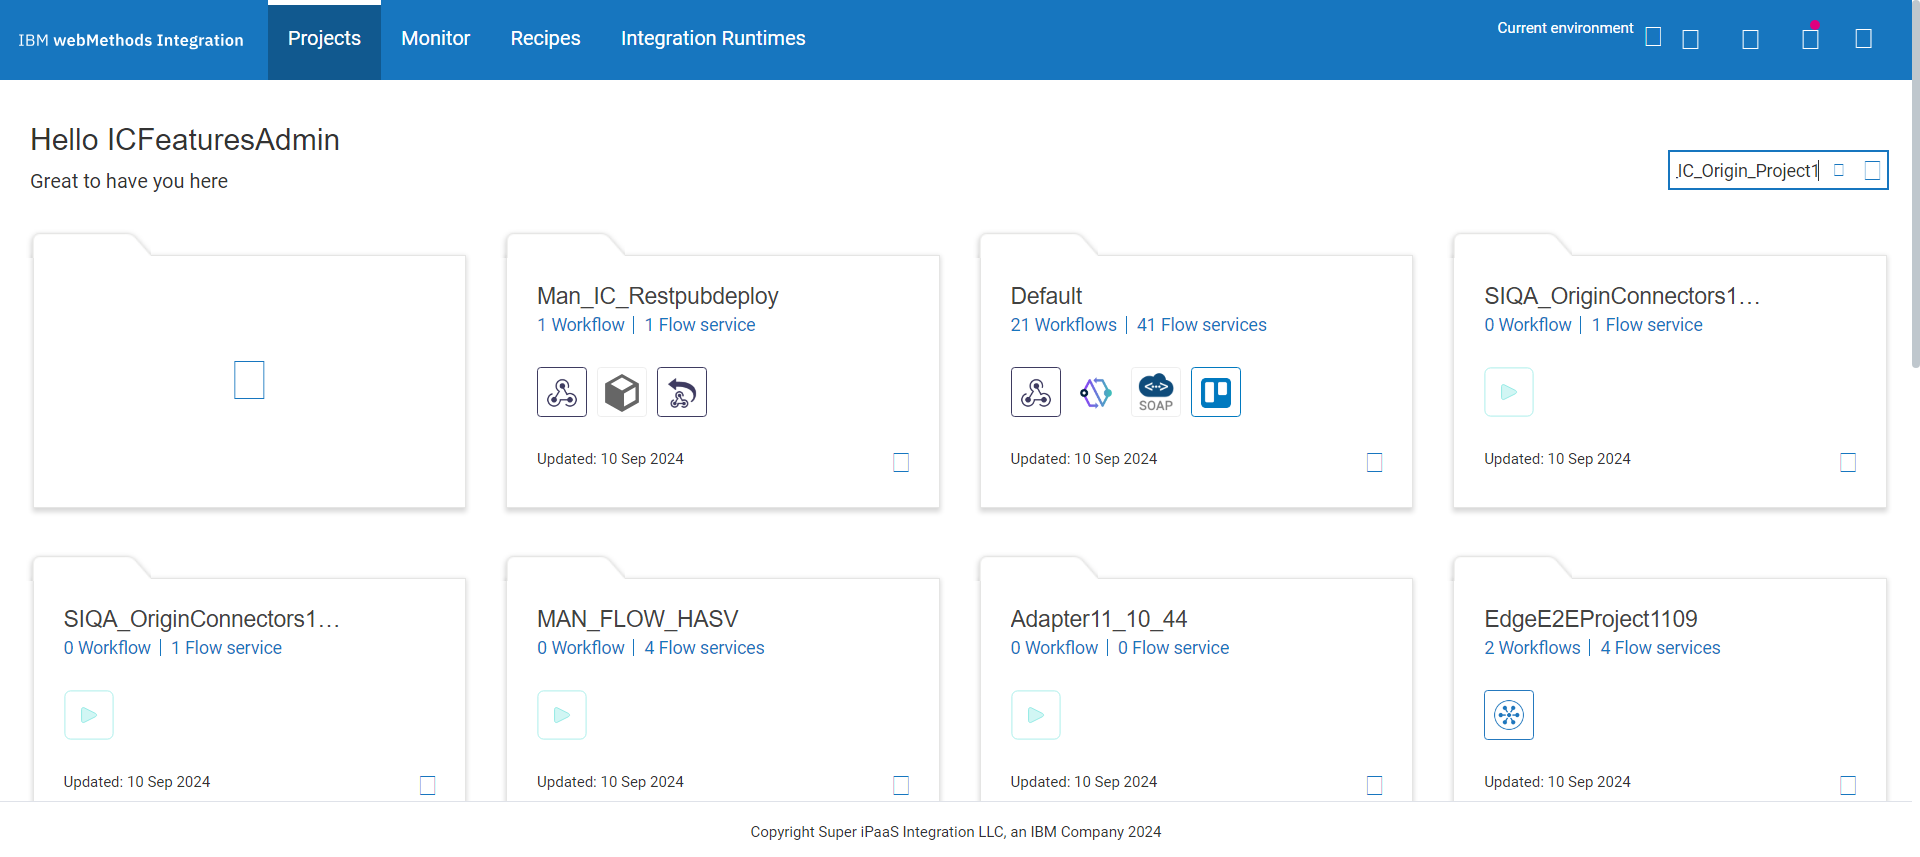 IBM webMethods Integration
Projects
Monitor
Recipes
Integration Runtimes
Current environment
Hello ICFeaturesAdmin
Great to have you here
IC_Origin_Project1
Man_IC_Restpubdeploy
1 Workflow | 1 Flow service
Updated: 10 Sep 2024
Default
21 Workflows | 41 Flow services
SOAP
Updated: 10 Sep 2024
SIQA_OriginConnectors1...
0 Workflow | 1 Flow service
Updated: 10 Sep 2024
SIQA_OriginConnectors1...
0 Workflow | 1 Flow service
Updated: 10 Sep 2024
MAN_FLOW_HASV
0 Workflow | 4 Flow services
Updated: 10 Sep 2024
Adapter11_10_44
0 Workflow | 0 Flow service
Updated: 10 Sep 2024
EdgeE2EProject1109
2 Workflows | 4 Flow services
Updated: 10 Sep 2024
Copyright Super iPaaS Integration LLC, an IBM Company 2024